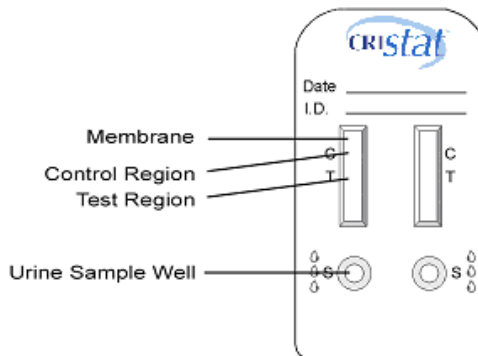 CRIstat
Date
I.D.
Membrane
Control Region
C
C
Test Region
T
T
Urine Sample Well
S
S